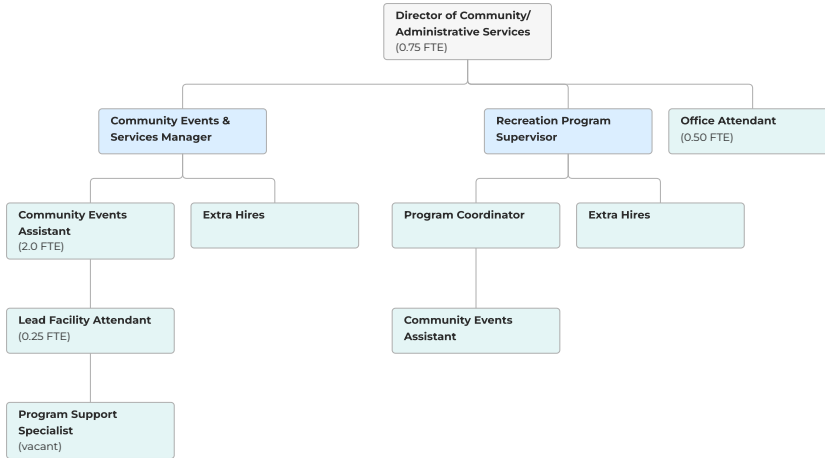 Director of Community/
Administrative Services
(0.75 FTE)
Community Events &
Services Manager
Recreation Program
Supervisor
Office Attendant
(0.50 FTE)
Community Events
Assistant
(2.0 FTE)
Extra Hires
Program Coordinator
Extra Hires
Lead Facility Attendant
(0.25 FTE)
Community Events
Assistant
Program Support
Specialist
(vacant)